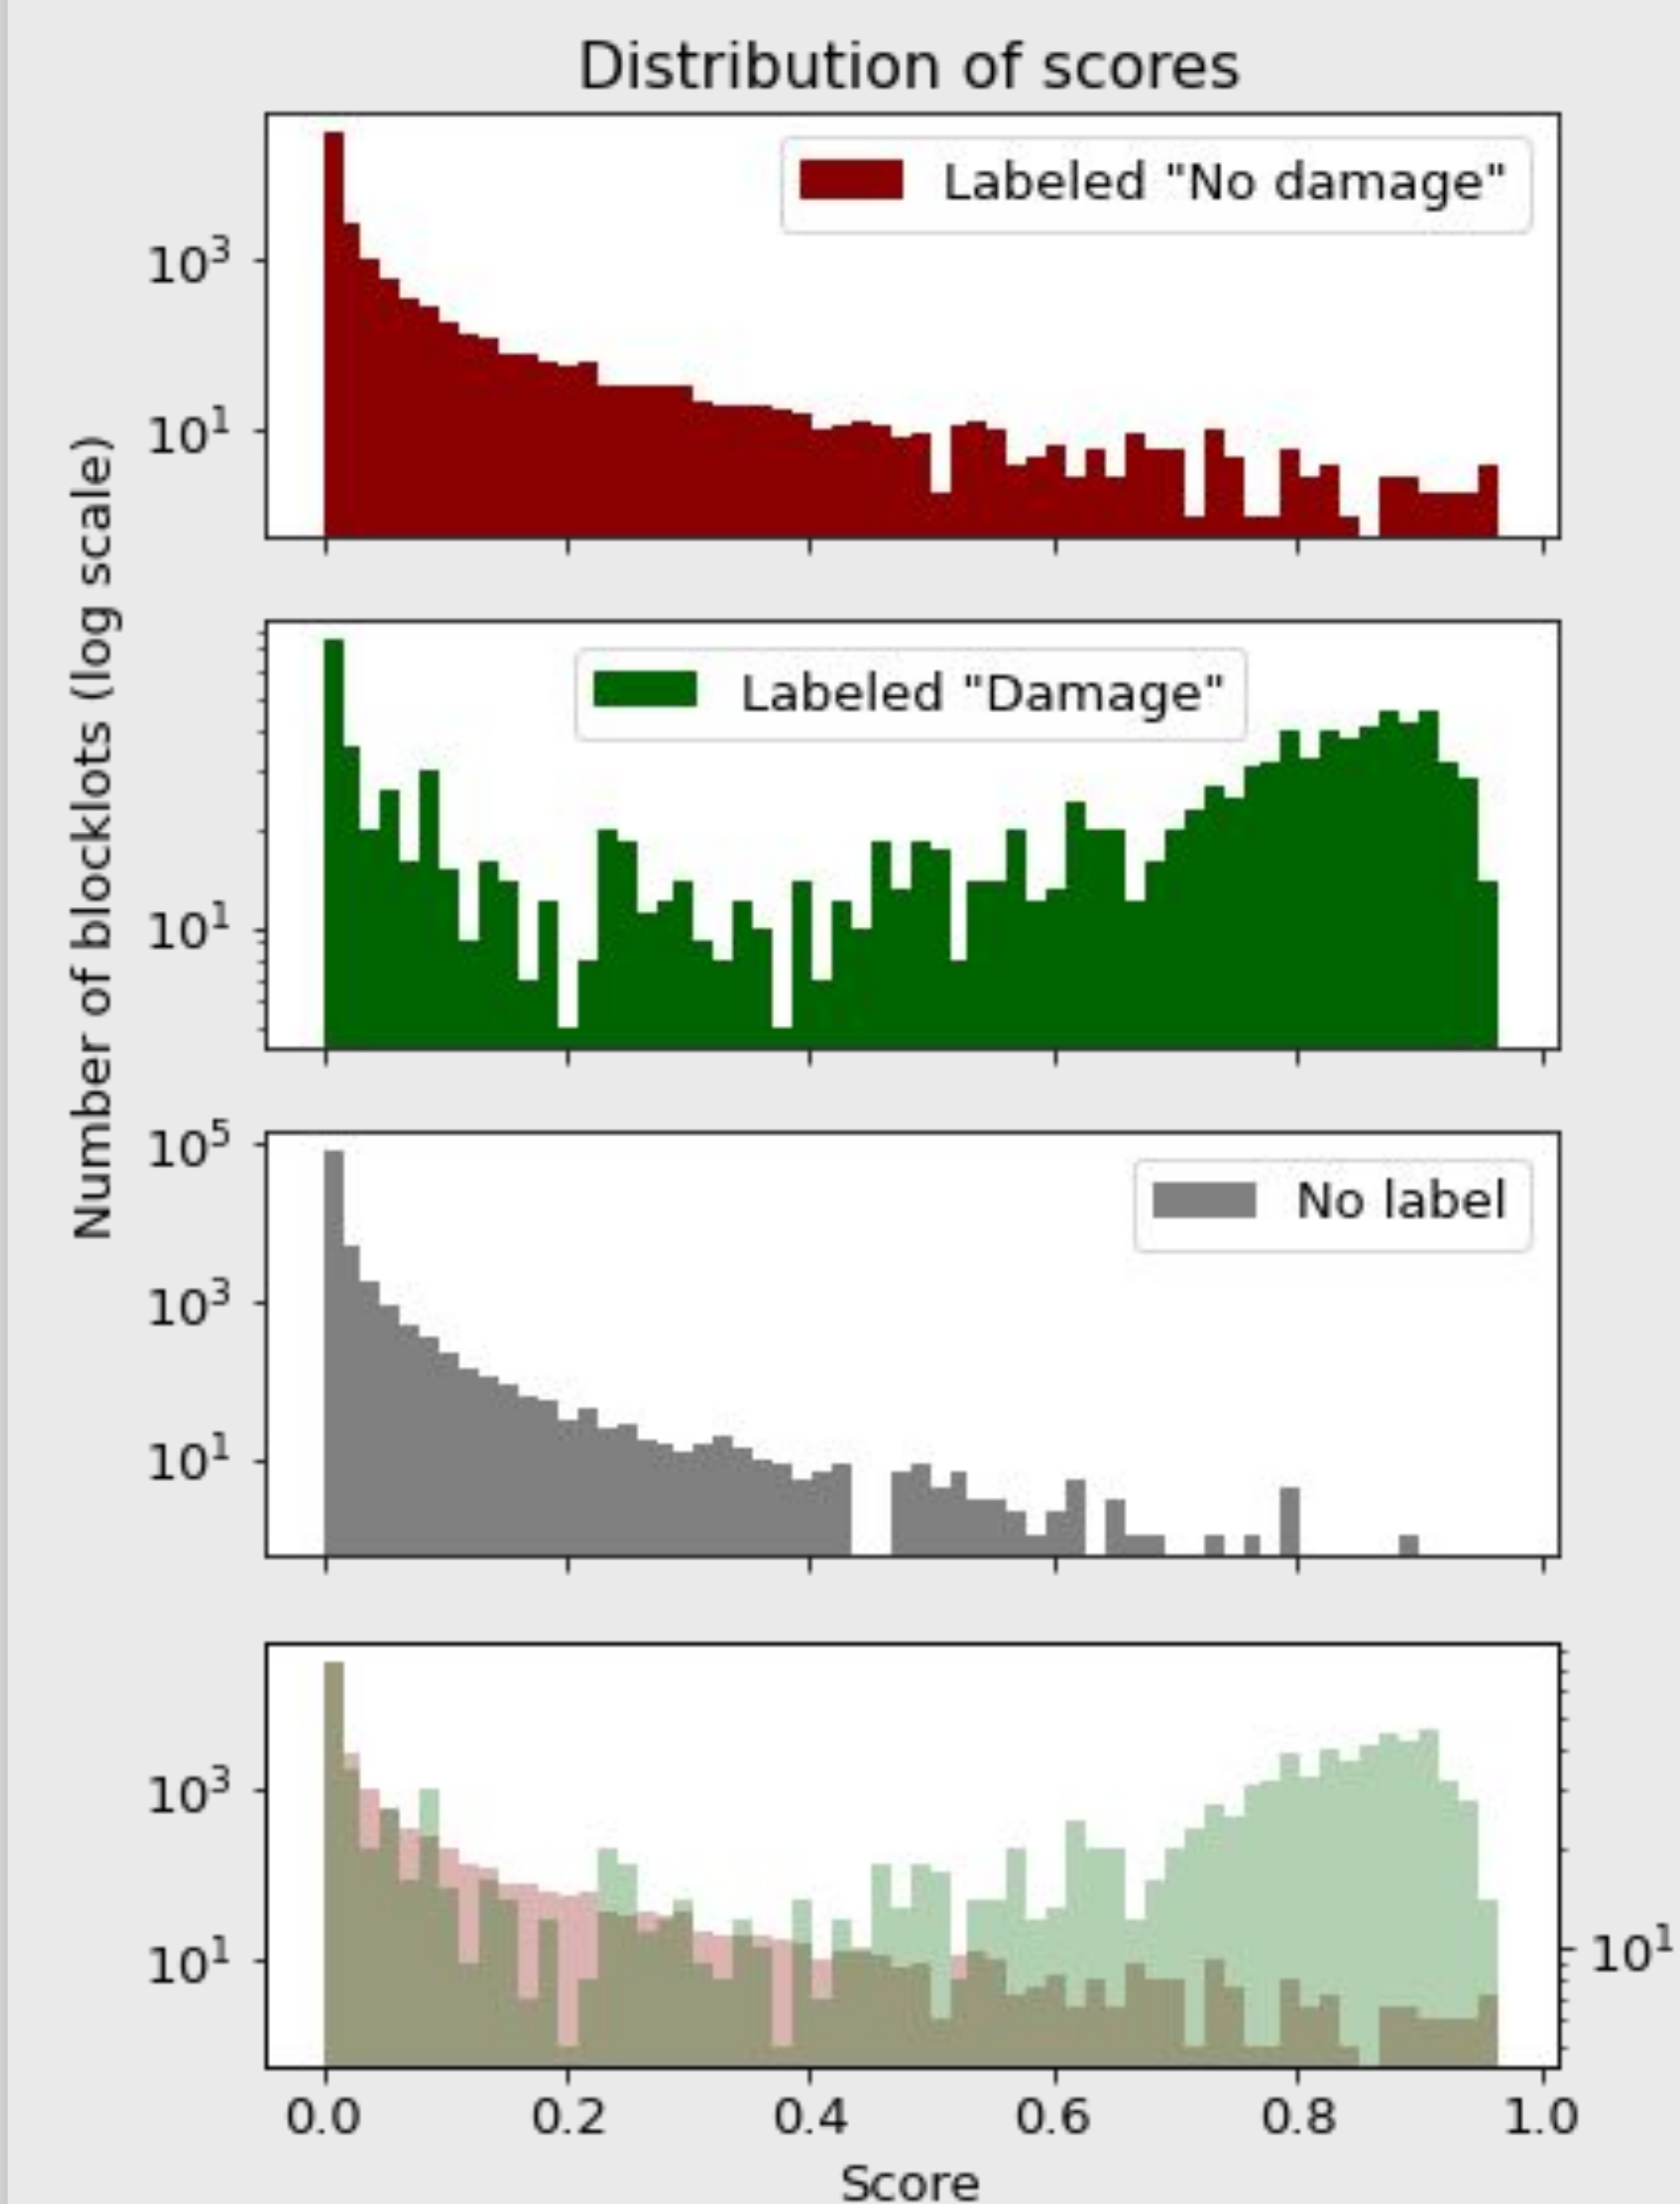 Distribution of scores
Labeled "No damage"
10³
10¹
Number of blocklots (log scale)
Labeled "Damage"
10¹
No label
10⁵
10³
10¹
10³
10¹
10¹
0.0 0.2 0.4 0.6 0.8 1.0
Score